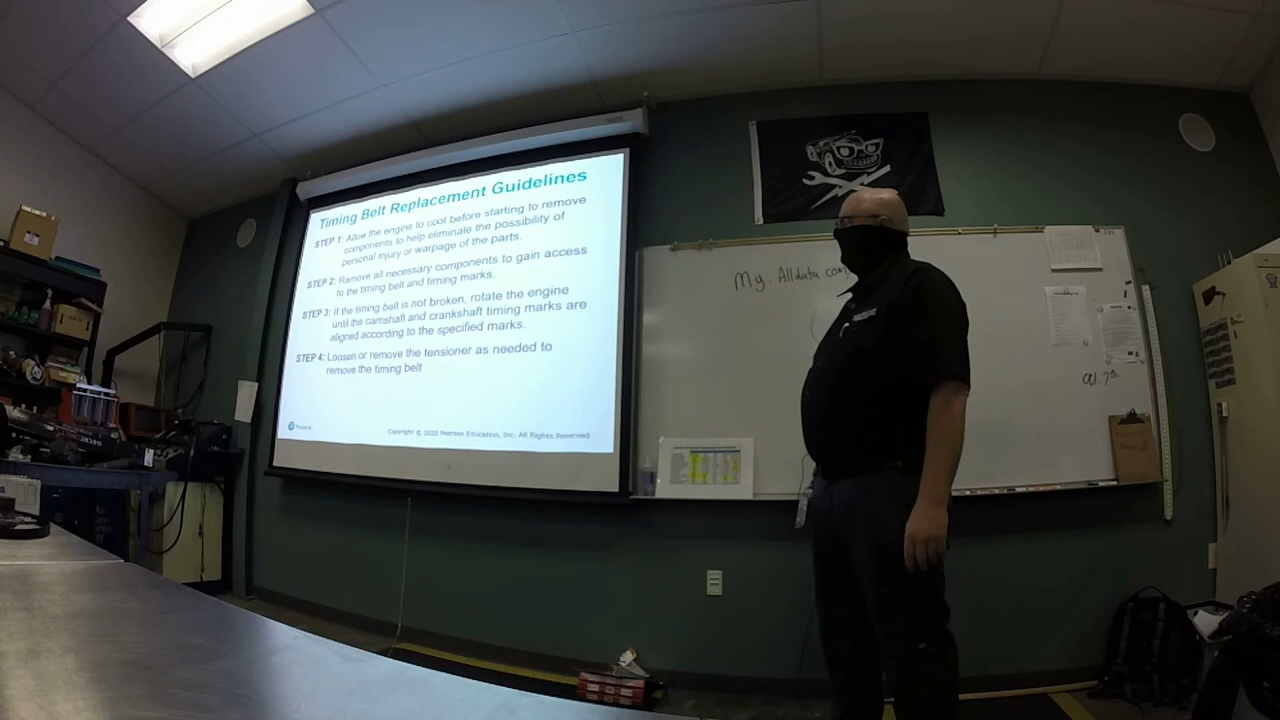 Timing Belt Replacement Guidelines
STEP 1: Allow the engine to cool before starting to remove
components to help eliminate the possibility of
personal injury or warpage of the parts.
STEP 2: Remove all necessary components to gain access
to the timing belt and timing marks.
STEP 3: If the timing belt is not broken, rotate the engine
until the camshaft and crankshaft timing marks are
aligned according to the specified marks.
STEP 4: Loosen or remove the tensioner as needed to
remove the timing belt
Pearson
Copyright © 2020 Pearson Education, Inc. All Rights Reserved
My. Alldata com